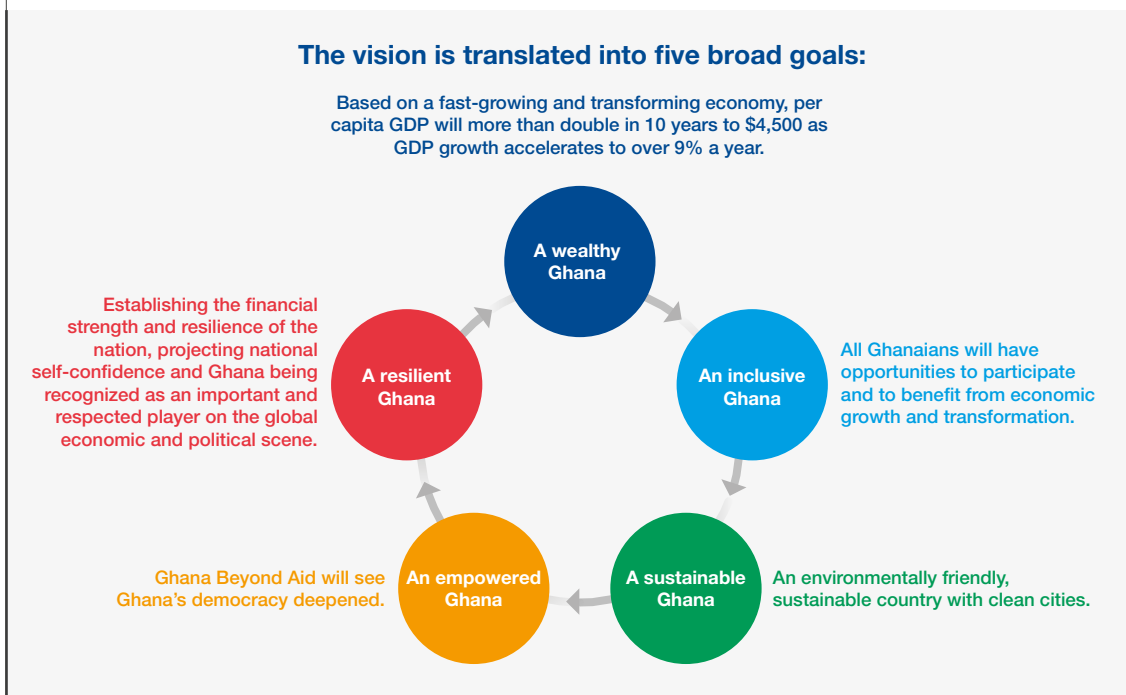 The vision is translated into five broad goals:
Based on a fast-growing and transforming economy, per
capita GDP will more than double in 10 years to $4,500 as
GDP growth accelerates to over 9% a year.
A wealthy
Ghana
An inclusive
Ghana
All Ghanaians will have
opportunities to participate
and to benefit from economic
growth and transformation.
A sustainable
Ghana
An environmentally friendly,
sustainable country with clean cities.
An empowered
Ghana
Ghana Beyond Aid will see
Ghana’s democracy deepened.
A resilient
Ghana
Establishing the financial
strength and resilience of the
nation, projecting national
self-confidence and Ghana being
recognized as an important and
respected player on the global
economic and political scene.